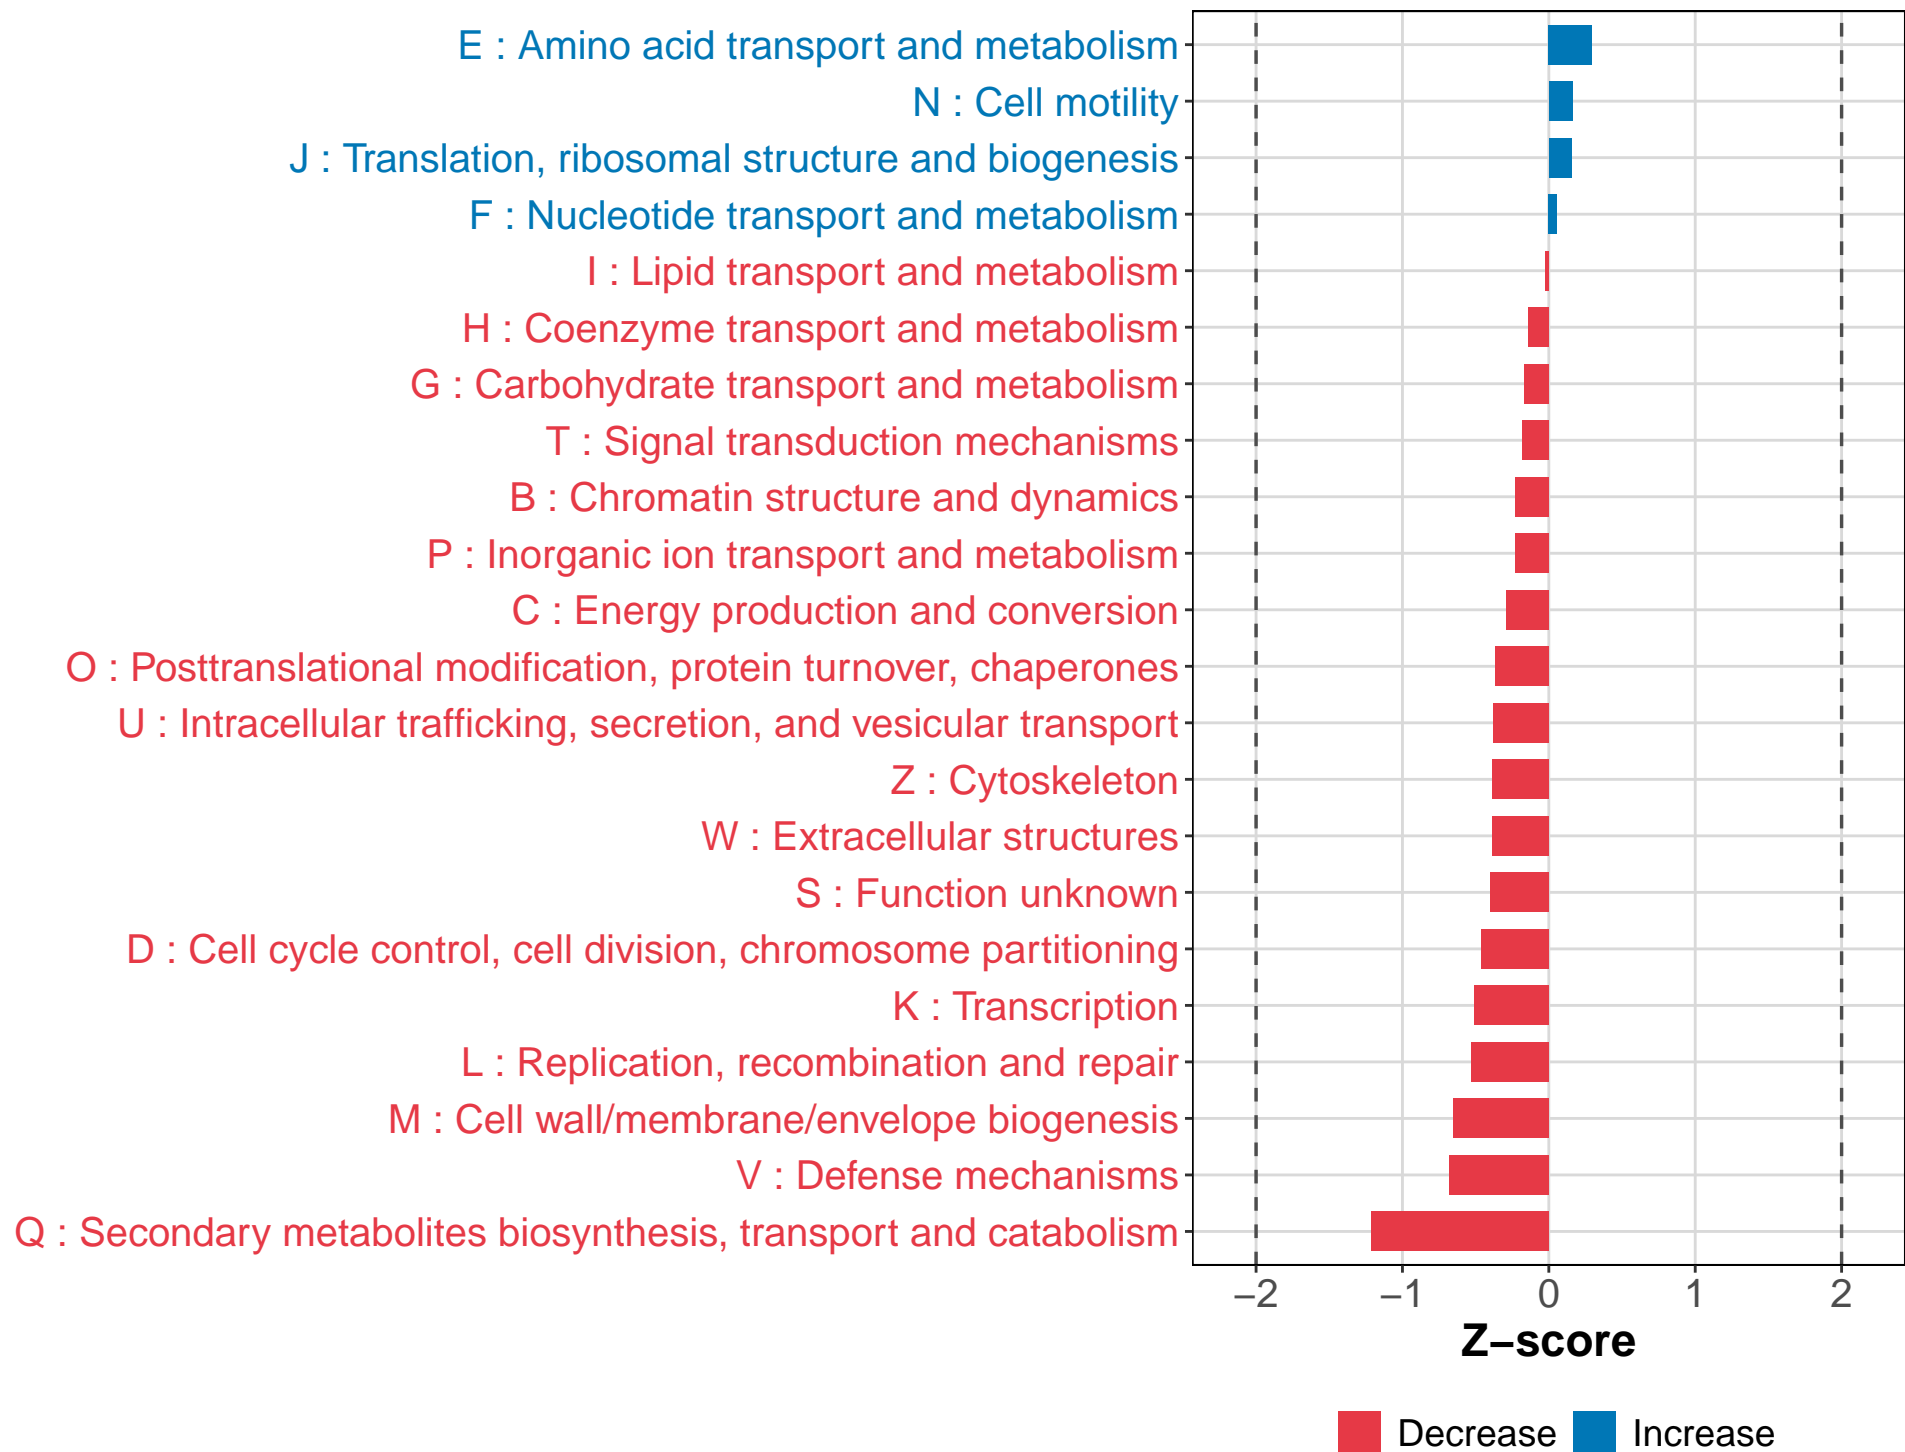 E : Amino acid transport and metabolism
N : Cell motility
J : Translation, ribosomal structure and biogenesis
F : Nucleotide transport and metabolism
I : Lipid transport and metabolism
H : Coenzyme transport and metabolism
G : Carbohydrate transport and metabolism
T : Signal transduction mechanisms
B : Chromatin structure and dynamics
P : Inorganic ion transport and metabolism
C : Energy production and conversion
O : Posttranslational modification, protein turnover, chaperones
U : Intracellular trafficking, secretion, and vesicular transport
Z : Cytoskeleton
W : Extracellular structures
S : Function unknown
D : Cell cycle control, cell division, chromosome partitioning
K : Transcription
L : Replication, recombination and repair
M : Cell wall/membrane/envelope biogenesis
V : Defense mechanisms
Q : Secondary metabolites biosynthesis, transport and catabolism
−2 −1 0 1 2
Z−score
Decrease Increase